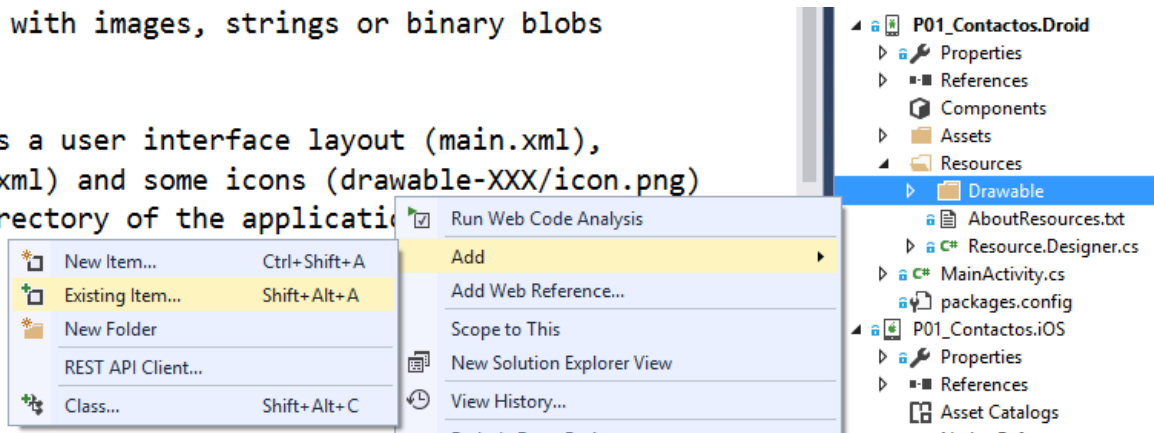 with images, strings or binary blobs
s a user interface layout (main.xml),
xml) and some icons (drawable-XXX/icon.png)
rectory of the applicatio
New Item... Ctrl+Shift+A
Existing Item... Shift+Alt+A
New Folder
REST API Client...
Class... Shift+Alt+C
Run Web Code Analysis
Add
Add Web Reference...
Scope to This
New Solution Explorer View
View History...
P01_Contactos.Droid
Properties
References
Components
Assets
Resources
Drawable
AboutResources.txt
C# Resource.Designer.cs
C# MainActivity.cs
packages.config
P01_Contactos.iOS
Properties
References
Asset Catalogs